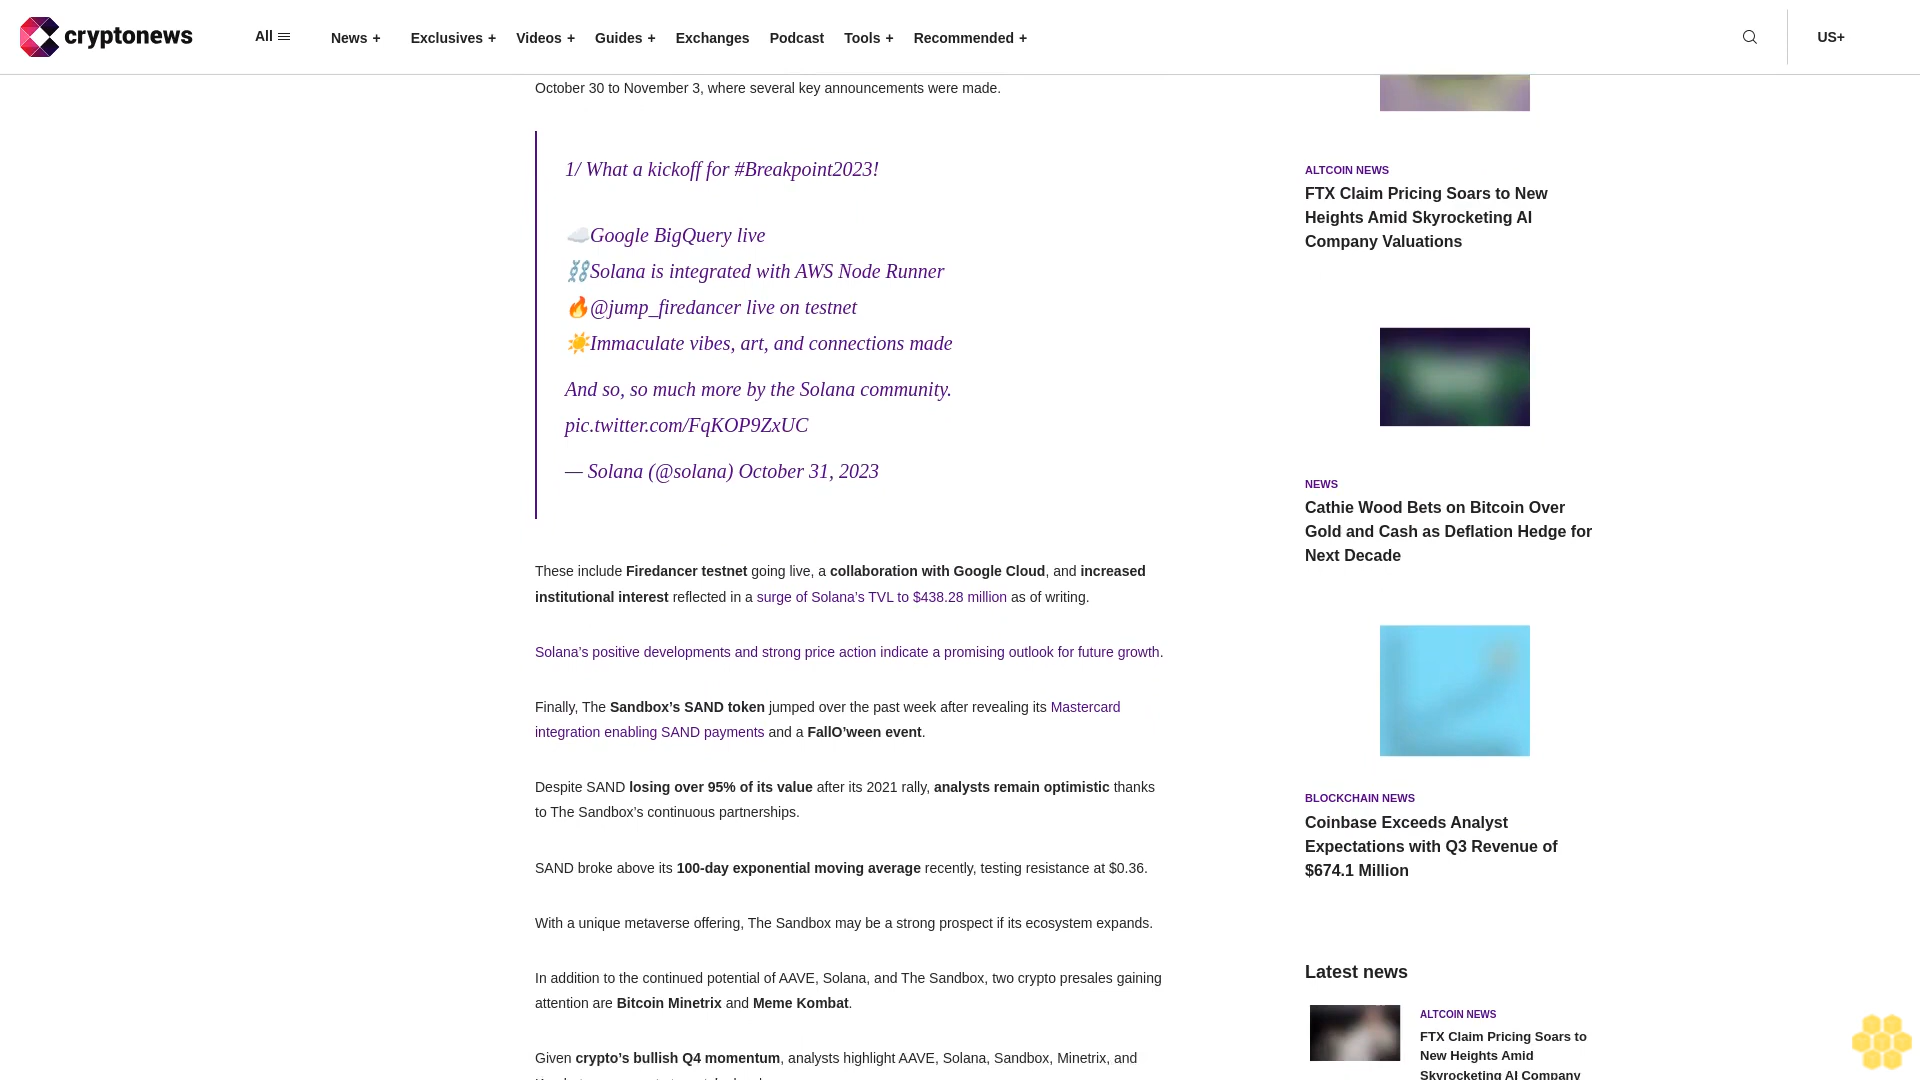 cryptonews
All
News +
Exclusives +
Videos +
Guides +
Exchanges
Podcast
Tools +
Recommended +
US+
October 30 to November 3, where several key announcements were made.
1/ What a kickoff for #Breakpoint2023!
☁️Google BigQuery live
⛓️Solana is integrated with AWS Node Runner
🔥@jump_firedancer live on testnet
☀️Immaculate vibes, art, and connections made
And so, so much more by the Solana community.
pic.twitter.com/FqKOP9ZxUC
— Solana (@solana) October 31, 2023
These include Firedancer testnet going live, a collaboration with Google Cloud, and increased
institutional interest reflected in a surge of Solana’s TVL to $438.28 million as of writing.
Solana’s positive developments and strong price action indicate a promising outlook for future growth.
Finally, The Sandbox’s SAND token jumped over the past week after revealing its Mastercard
integration enabling SAND payments and a FallO’ween event.
Despite SAND losing over 95% of its value after its 2021 rally, analysts remain optimistic thanks
to The Sandbox’s continuous partnerships.
SAND broke above its 100-day exponential moving average recently, testing resistance at $0.36.
With a unique metaverse offering, The Sandbox may be a strong prospect if its ecosystem expands.
In addition to the continued potential of AAVE, Solana, and The Sandbox, two crypto presales gaining
attention are Bitcoin Minetrix and Meme Kombat.
Given crypto’s bullish Q4 momentum, analysts highlight AAVE, Solana, Sandbox, Minetrix, and
ALTCOIN NEWS
FTX Claim Pricing Soars to New
Heights Amid Skyrocketing AI
Company Valuations
NEWS
Cathie Wood Bets on Bitcoin Over
Gold and Cash as Deflation Hedge for
Next Decade
BLOCKCHAIN NEWS
Coinbase Exceeds Analyst
Expectations with Q3 Revenue of
$674.1 Million
Latest news
ALTCOIN NEWS
FTX Claim Pricing Soars to
New Heights Amid
Skyrocketing AI Company